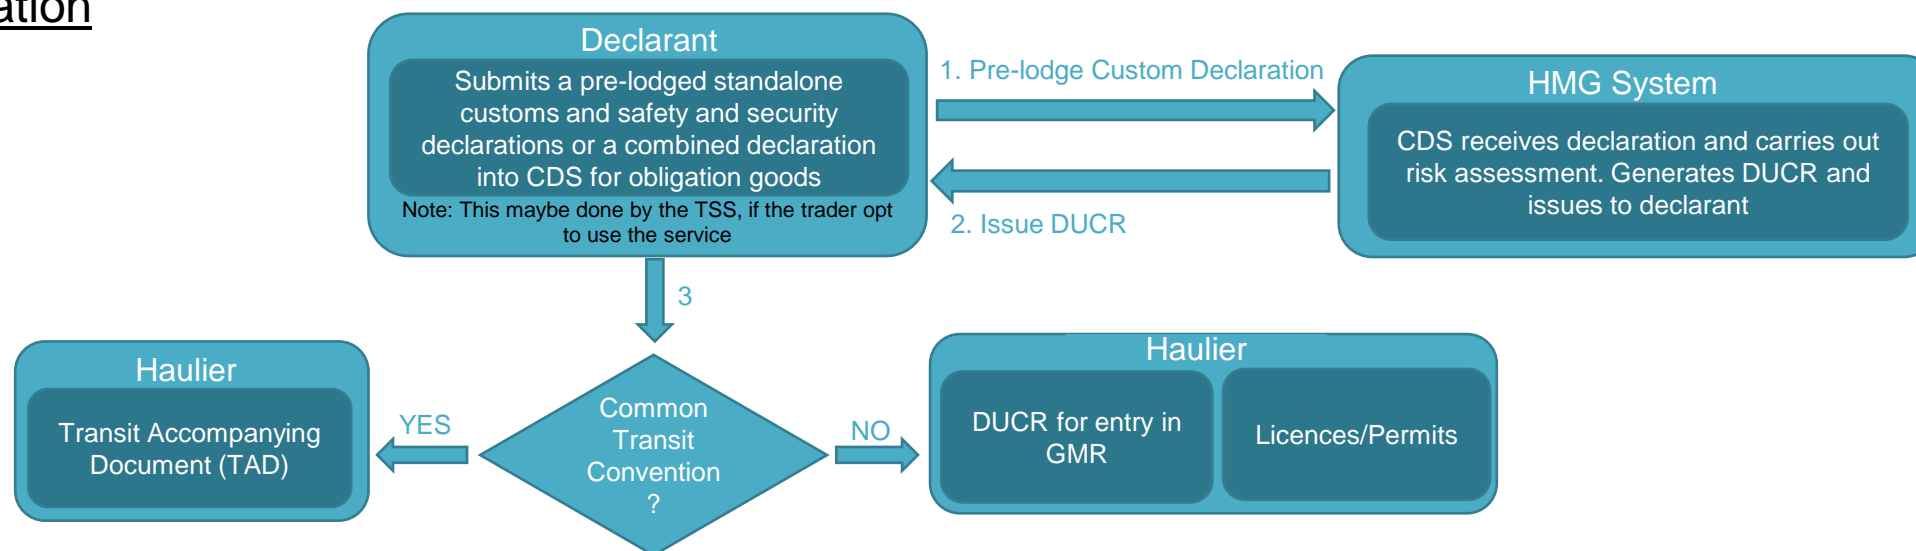 ation
Declarant
Submits a pre-lodged standalone
customs and safety and security
declarations or a combined declaration
into CDS for obligation goods
Note: This maybe done by the TSS, if the trader opt
to use the service
1. Pre-lodge Custom Declaration
2. Issue DUCR
HMG System
CDS receives declaration and carries out
risk assessment. Generates DUCR and
issues to declarant
3
Haulier
Transit Accompanying
Document (TAD)
YES
Common
Transit
Convention
?
NO
Haulier
DUCR for entry in
GMR
Licences/Permits